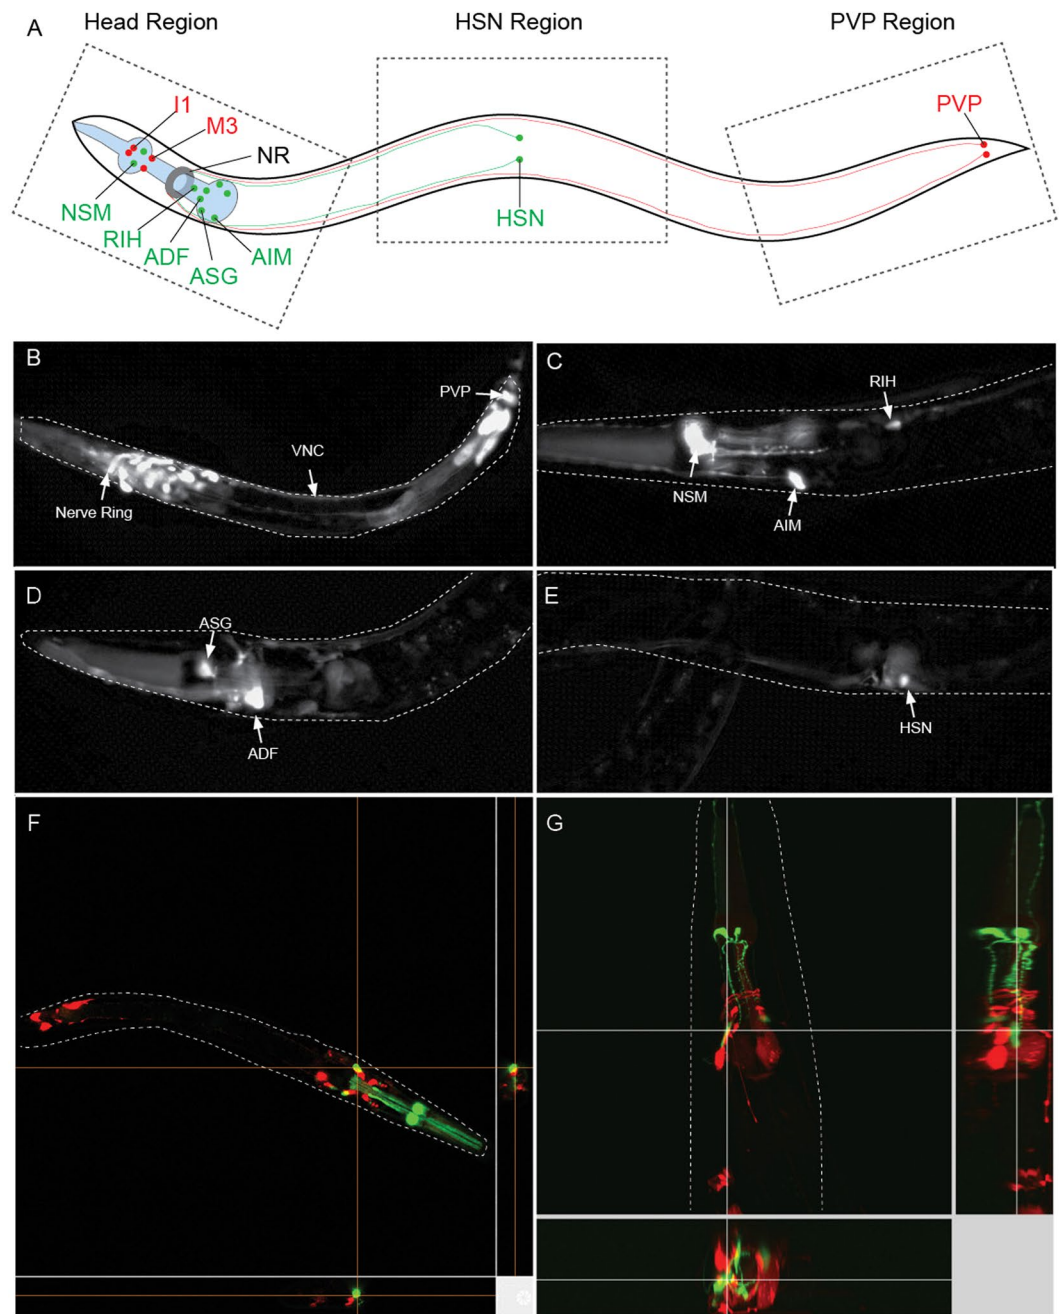 A
Head Region
HSN Region
PVP Region
I1
M3
NR
NSM
RIH
ADF
ASG
AIM
HSN
PVP
B
PVP
VNC
Nerve Ring
C
RIH
NSM
AIM
D
ASG
ADF
E
HSN
F
G